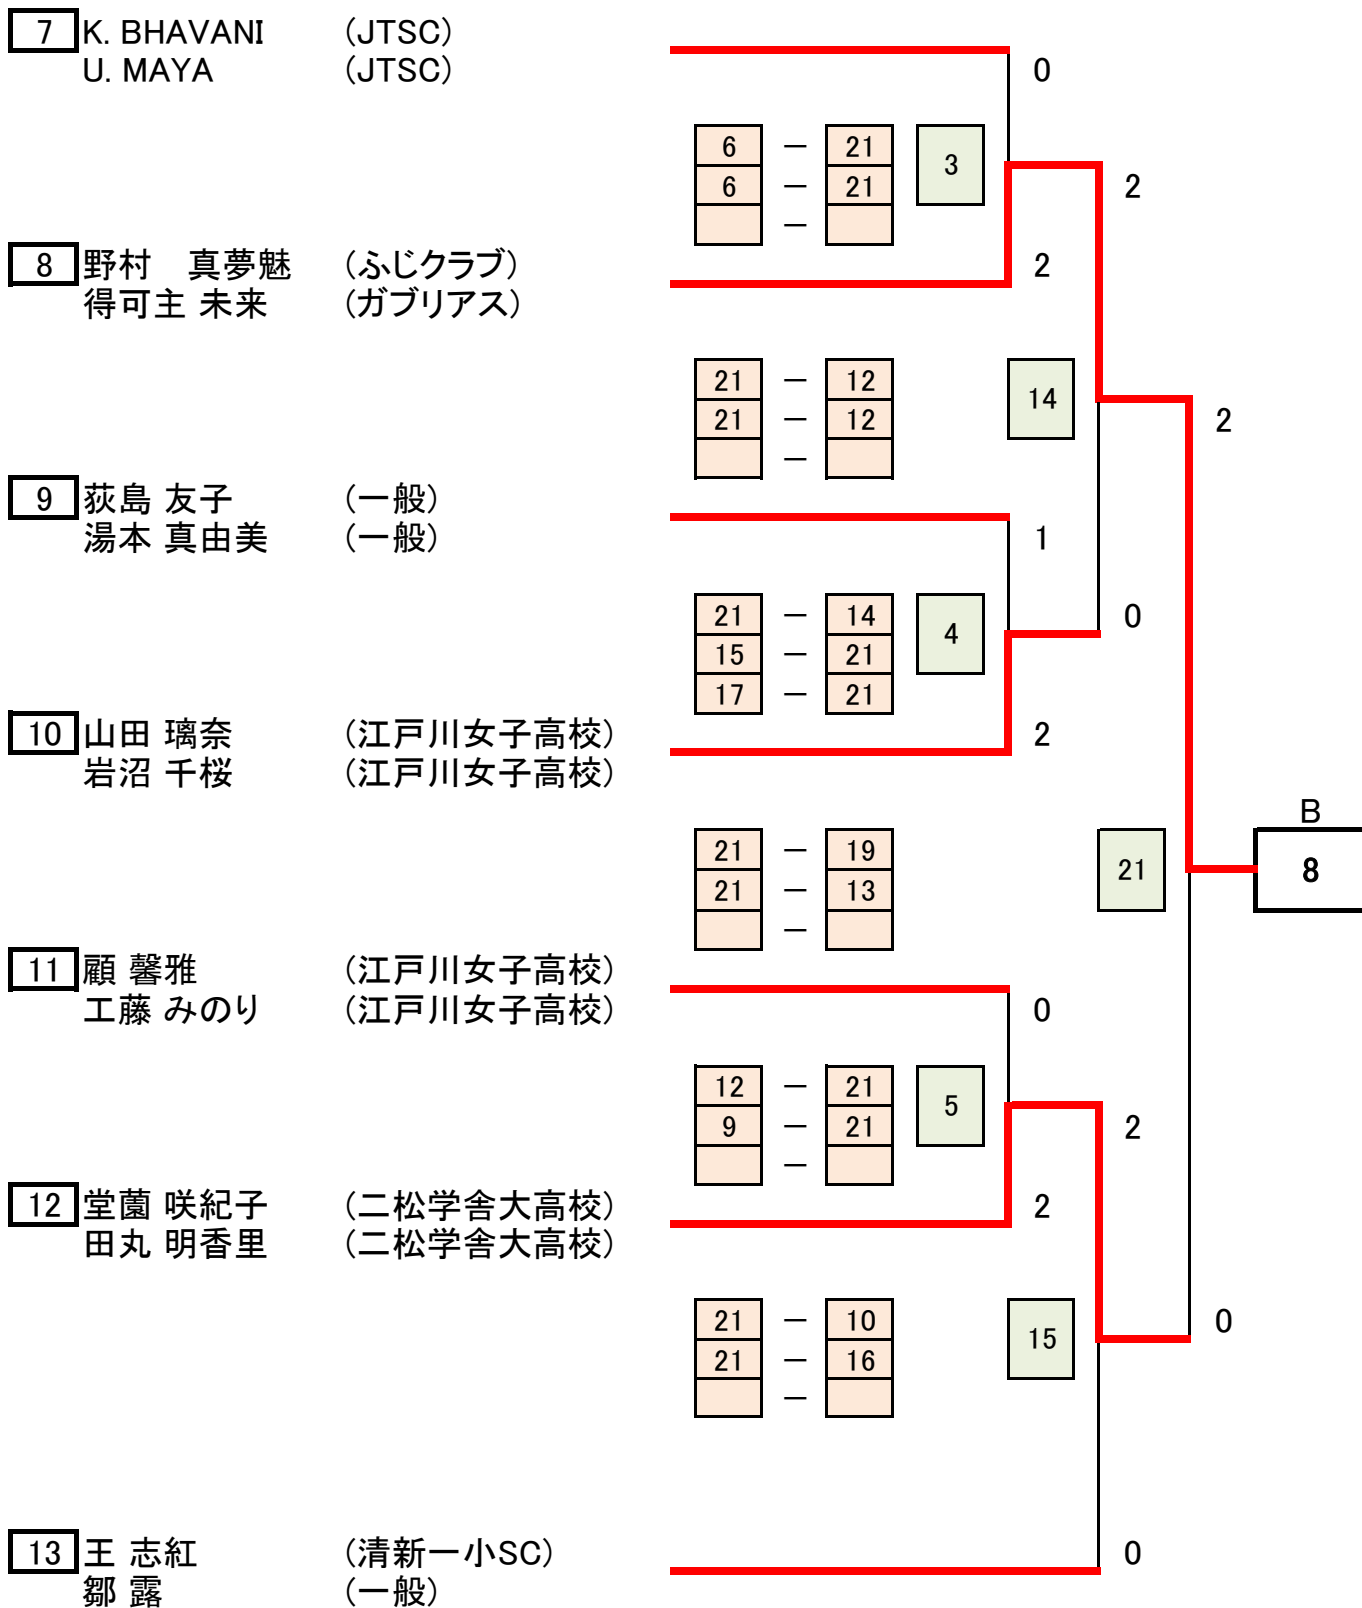 7 K. BHAVANI (JTSC)
0
U. MAYA (JTSC)
6 － 21 3
6 － 21
－
2
8 野村　真夢魅 (ふじクラブ)
2
得可主 未来 (ガブリアス)
21 － 12 14
21 － 12
－
2
9 荻島 友子 (一般)
湯本 真由美 (一般)
1
21 － 14 4
15 － 21
17 － 21
0
10 山田 璃奈 (江戸川女子高校)
2
岩沼 千桜 (江戸川女子高校)
B
21 － 19 21 8
21 － 13
－
11 顧 馨雅 (江戸川女子高校)
工藤 みのり (江戸川女子高校)
0
12 － 21 5
9 － 21
－
2
12 堂薗 咲紀子 (二松学舎大高校)
2
田丸 明香里 (二松学舎大高校)
21 － 10 15
21 － 16
－
0
13 王 志紅 (清新一小SC)
0
鄒 露 (一般)